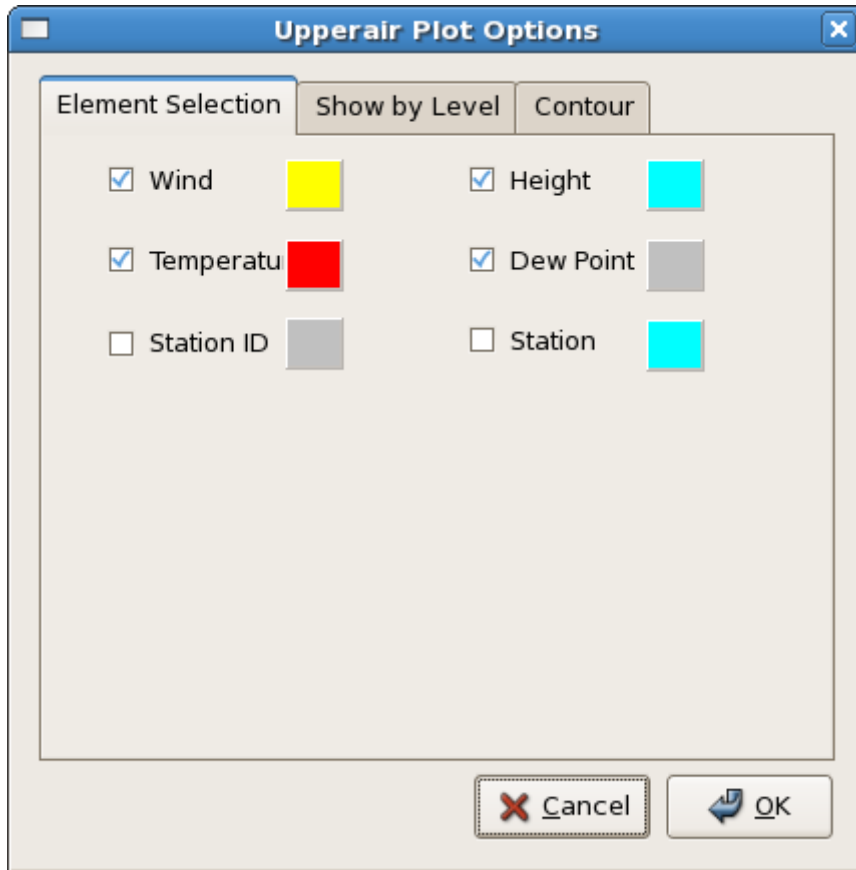 Upperair Plot Options
Element Selection Show by Level Contour
Wind Height
Temperatu Dew Point
Station ID Station
Cancel OK